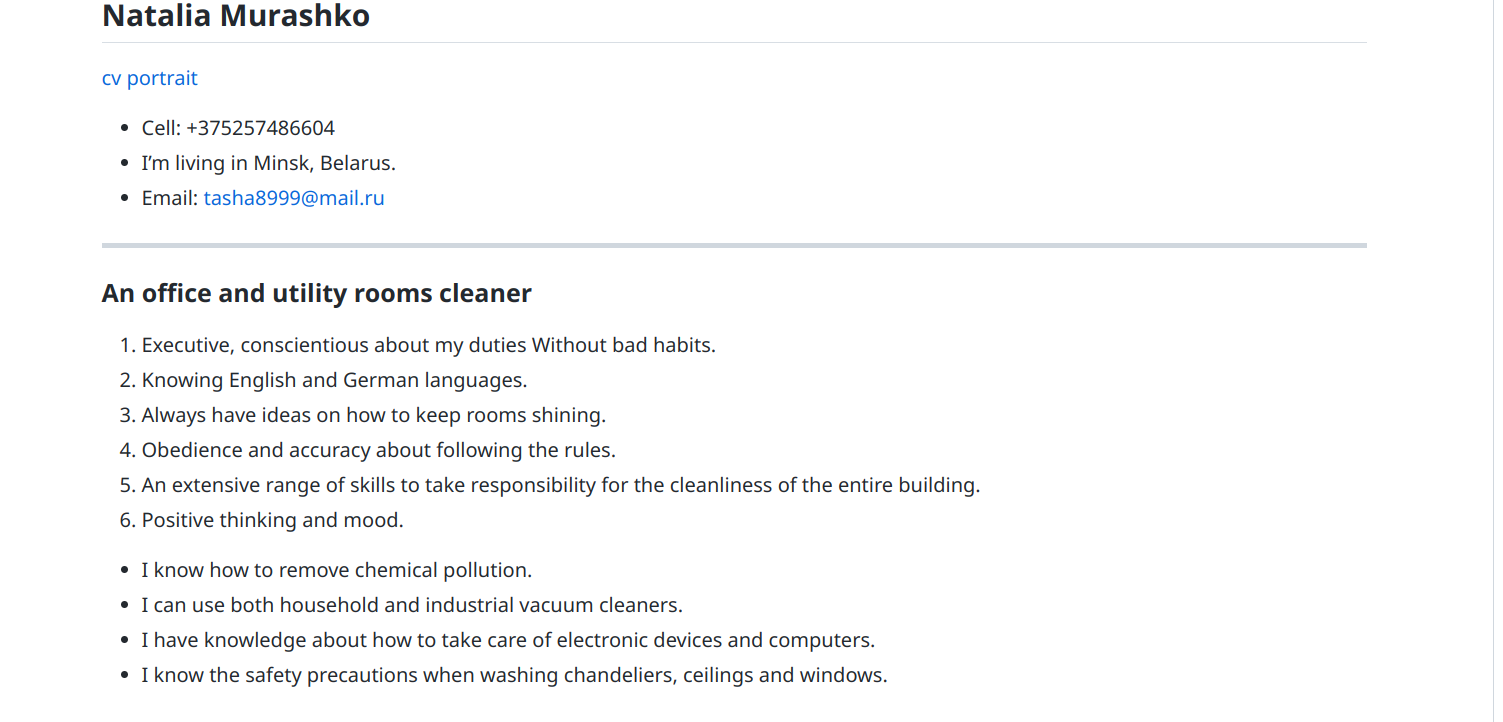 Natalia Murashko
cv portrait
Cell: +375257486604
I’m living in Minsk, Belarus.
Email: tasha8999@mail.ru
An office and utility rooms cleaner
1. Executive, conscientious about my duties Without bad habits.
2. Knowing English and German languages.
3. Always have ideas on how to keep rooms shining.
4. Obedience and accuracy about following the rules.
5. An extensive range of skills to take responsibility for the cleanliness of the entire building.
6. Positive thinking and mood.
I know how to remove chemical pollution.
I can use both household and industrial vacuum cleaners.
I have knowledge about how to take care of electronic devices and computers.
I know the safety precautions when washing chandeliers, ceilings and windows.